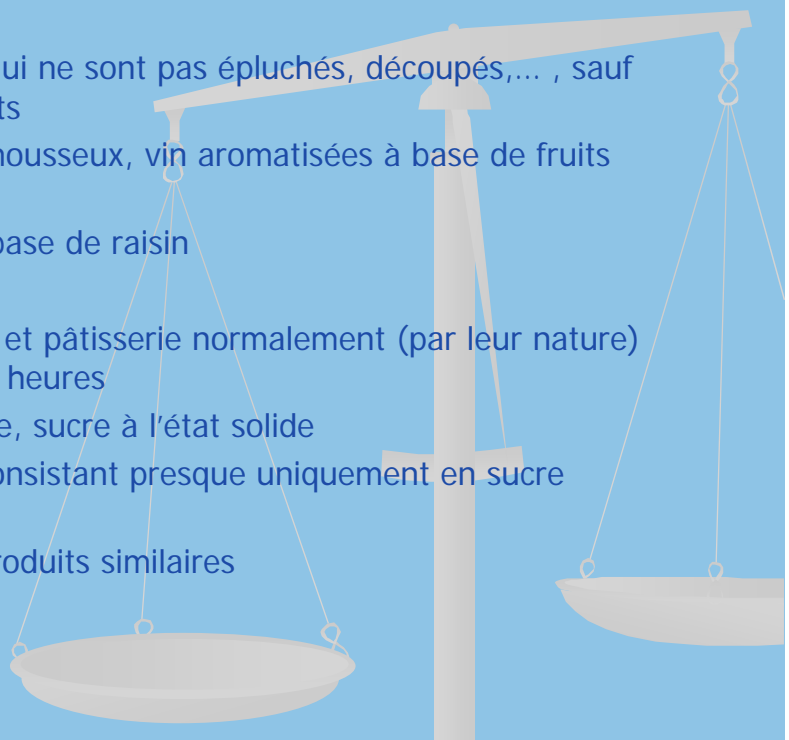 ui ne sont pas épluchés, découpés,... , sauf
ts
nousseux, vin aromatisées à base de fruits
base de raisin
et pâtisserie normalement (par leur nature)
heures
e, sucre à l'état solide
onsistant presque uniquement en sucre
roduits similaires